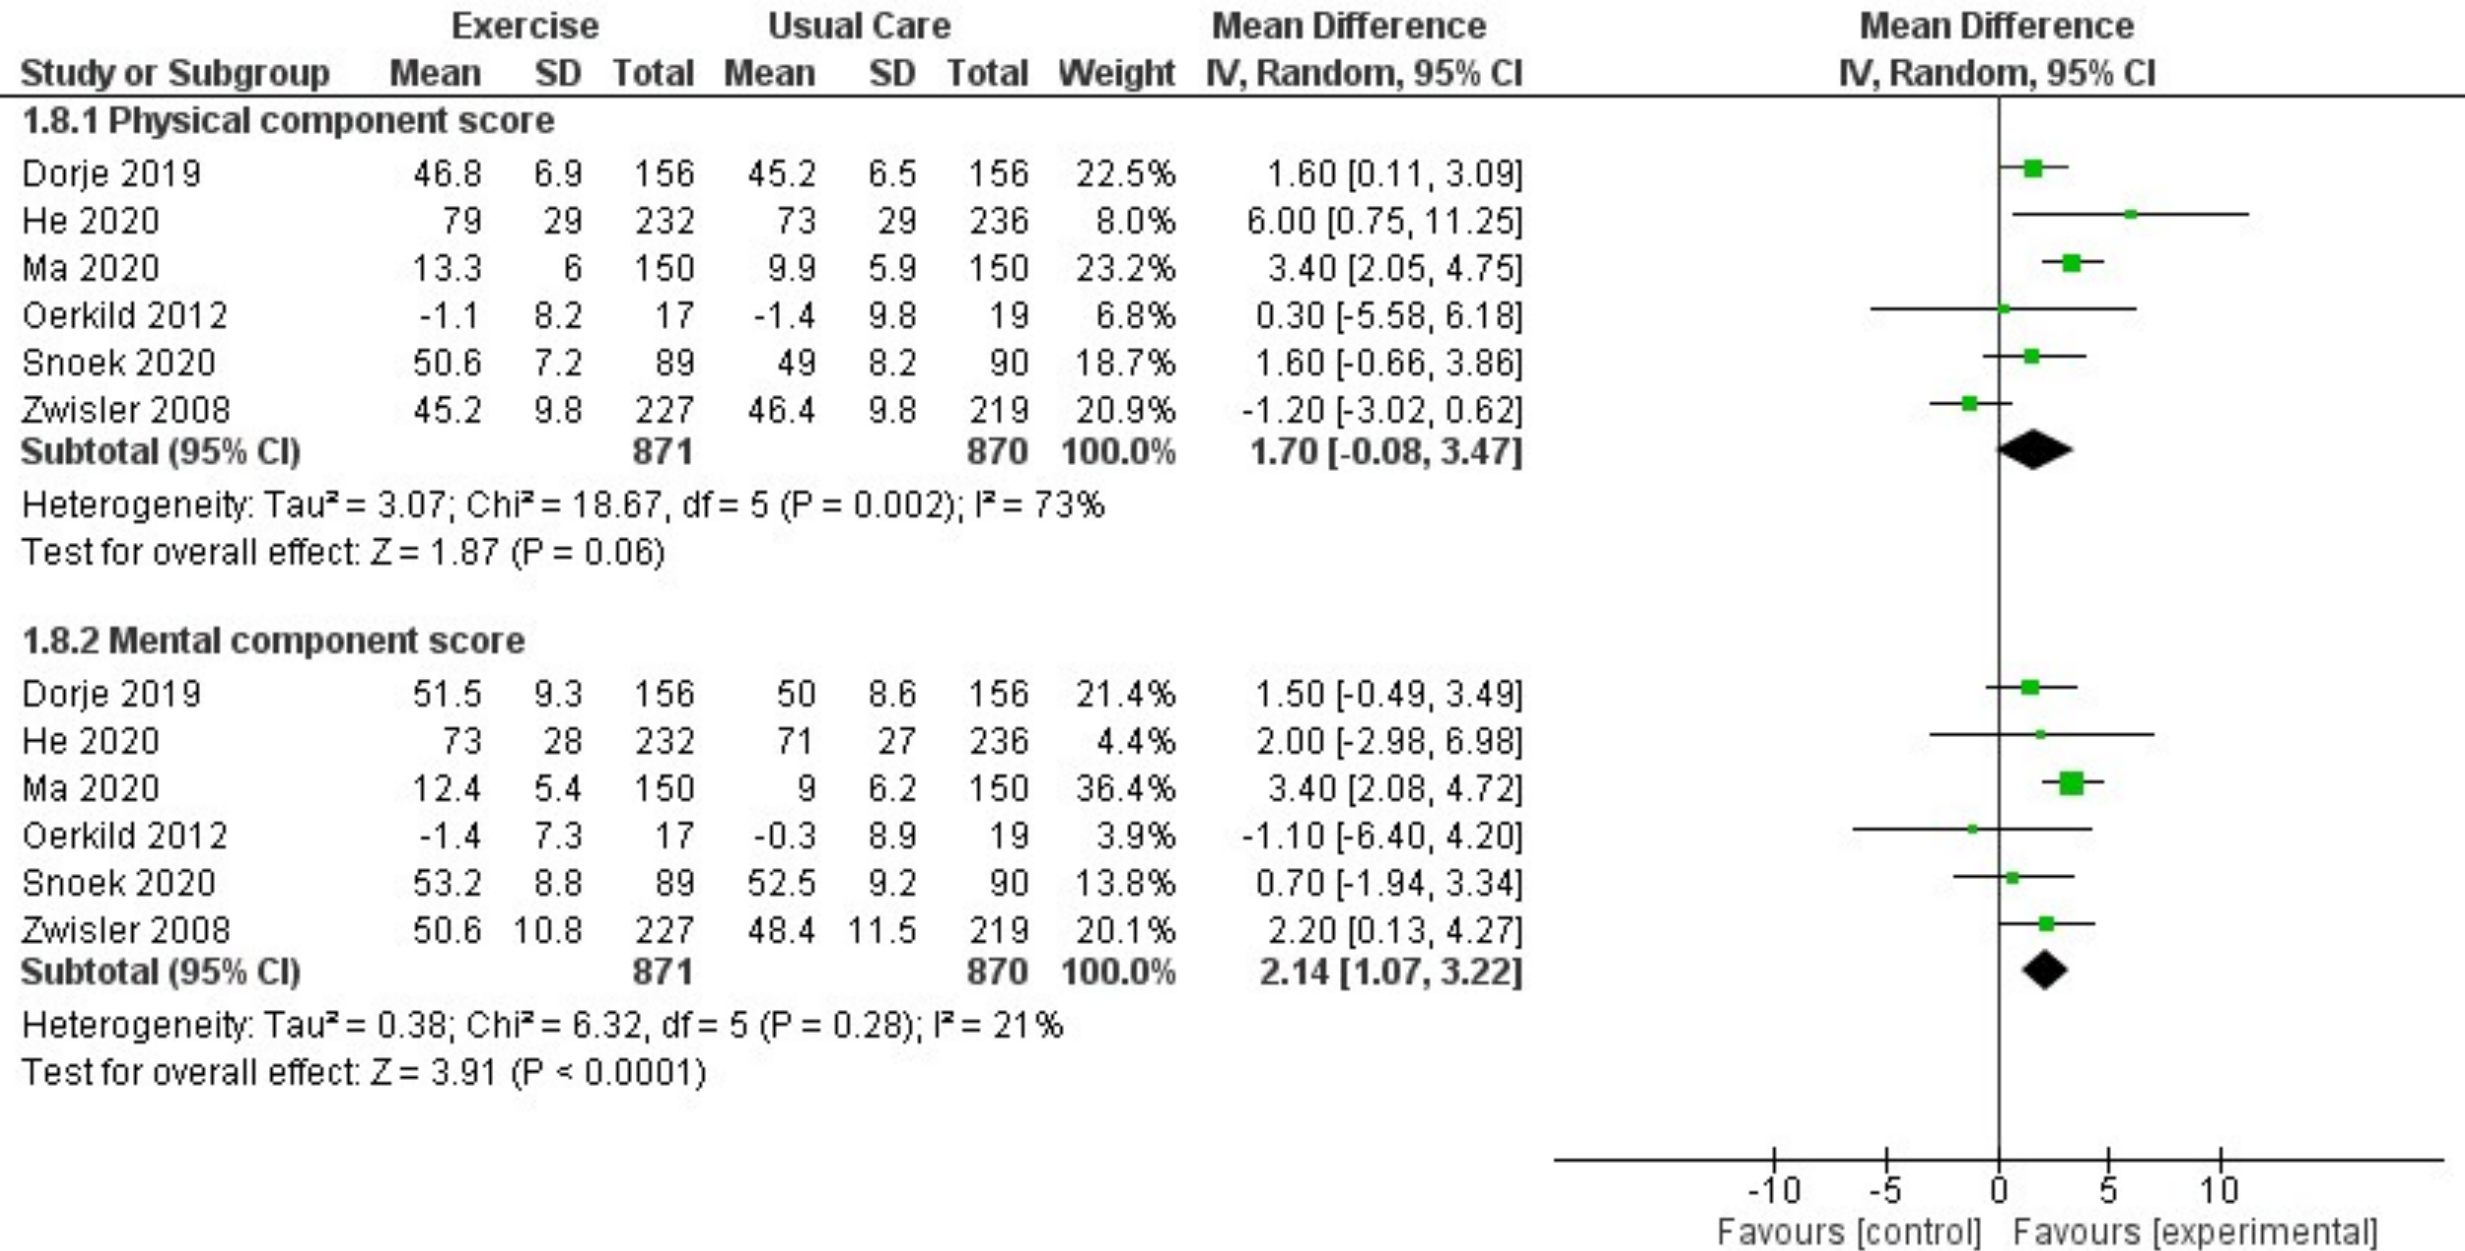 Exercise Usual Care Mean Difference Mean Difference
Study or Subgroup Mean SD Total Mean SD Total Weight IV, Random, 95% CI IV, Random, 95% CI
1.8.1 Physical component score
Dorje 2019 46.8 6.9 156 45.2 6.5 156 22.5% 1.60 [0.11, 3.09]
He 2020 79 29 232 73 29 236 8.0% 6.00 [0.75, 11.25]
Ma 2020 13.3 6 150 9.9 5.9 150 23.2% 3.40 [2.05, 4.75]
Oerkild 2012 -1.1 8.2 17 -1.4 9.8 19 6.8% 0.30 [-5.58, 6.18]
Snoek 2020 50.6 7.2 89 49 8.2 90 18.7% 1.60 [-0.66, 3.86]
Zwisler 2008 45.2 9.8 227 46.4 9.8 219 20.9% -1.20 [-3.02, 0.62]
Subtotal (95% CI) 871 870 100.0% 1.70 [-0.08, 3.47]
Heterogeneity: Tau² = 3.07; Chi² = 18.67, df = 5 (P = 0.002); I² = 73%
Test for overall effect: Z = 1.87 (P = 0.06)
1.8.2 Mental component score
Dorje 2019 51.5 9.3 156 50 8.6 156 21.4% 1.50 [-0.49, 3.49]
He 2020 73 28 232 71 27 236 4.4% 2.00 [-2.98, 6.98]
Ma 2020 12.4 5.4 150 9 6.2 150 36.4% 3.40 [2.08, 4.72]
Oerkild 2012 -1.4 7.3 17 -0.3 8.9 19 3.9% -1.10 [-6.40, 4.20]
Snoek 2020 53.2 8.8 89 52.5 9.2 90 13.8% 0.70 [-1.94, 3.34]
Zwisler 2008 50.6 10.8 227 48.4 11.5 219 20.1% 2.20 [0.13, 4.27]
Subtotal (95% CI) 871 870 100.0% 2.14 [1.07, 3.22]
Heterogeneity: Tau² = 0.38; Chi² = 6.32, df = 5 (P = 0.28); I² = 21%
Test for overall effect: Z = 3.91 (P < 0.0001)
-10 -5 0 5 10
Favours [control] Favours [experimental]